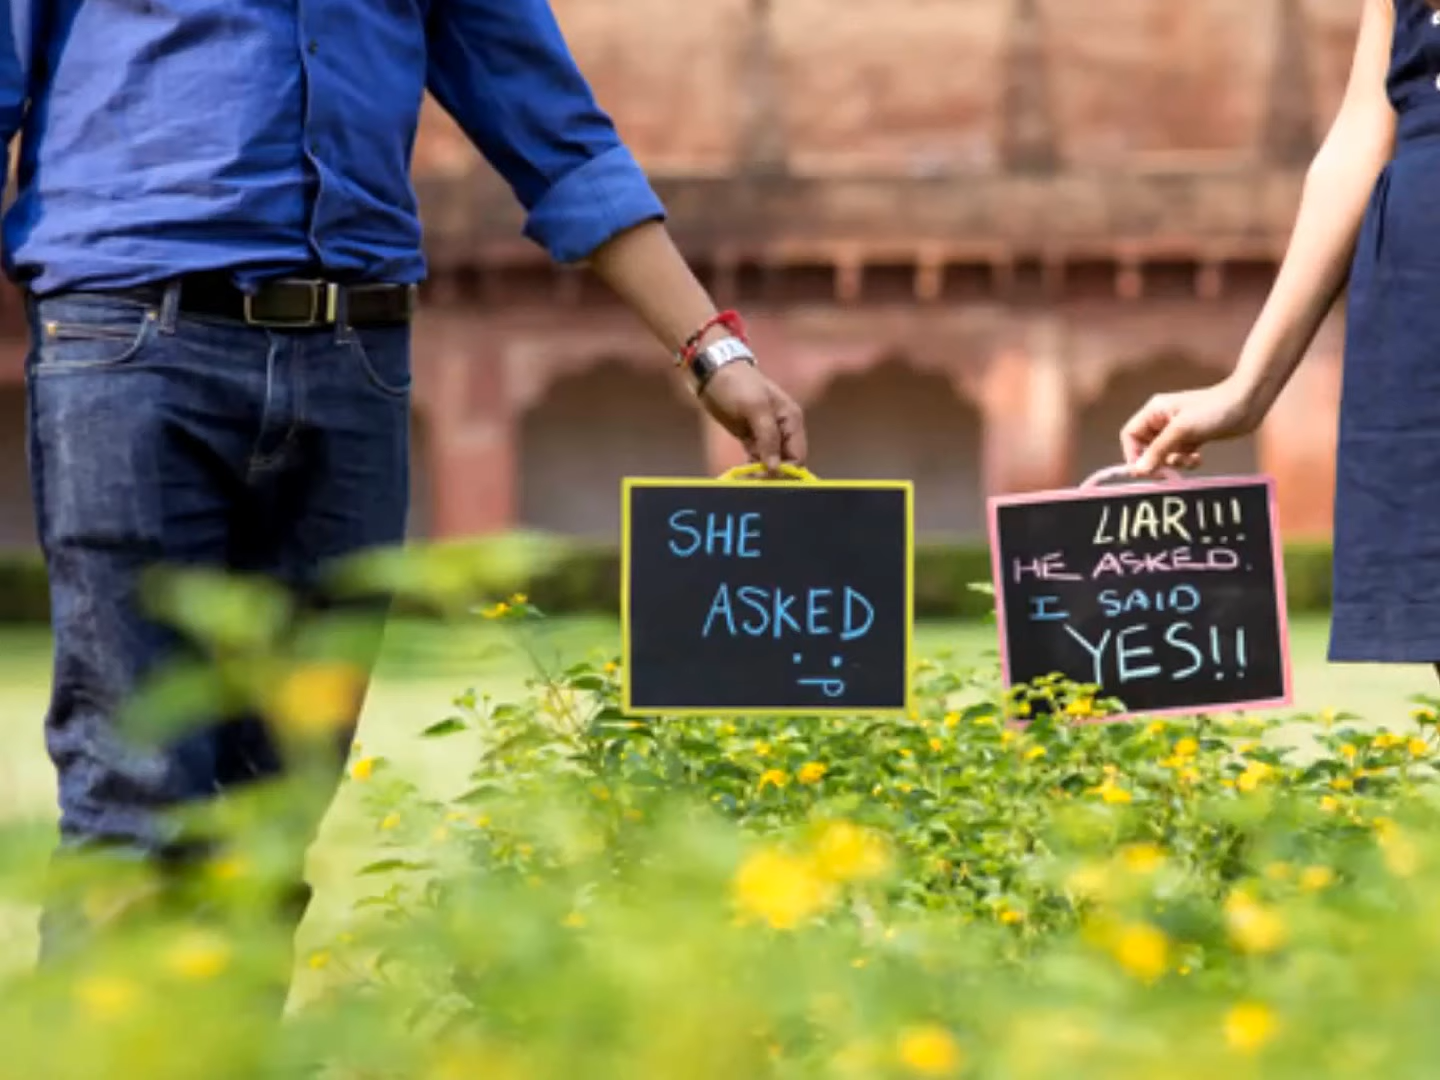 SHE
ASKED
:P
LIAR!!!
HE ASKED.
I SAID
YES!!